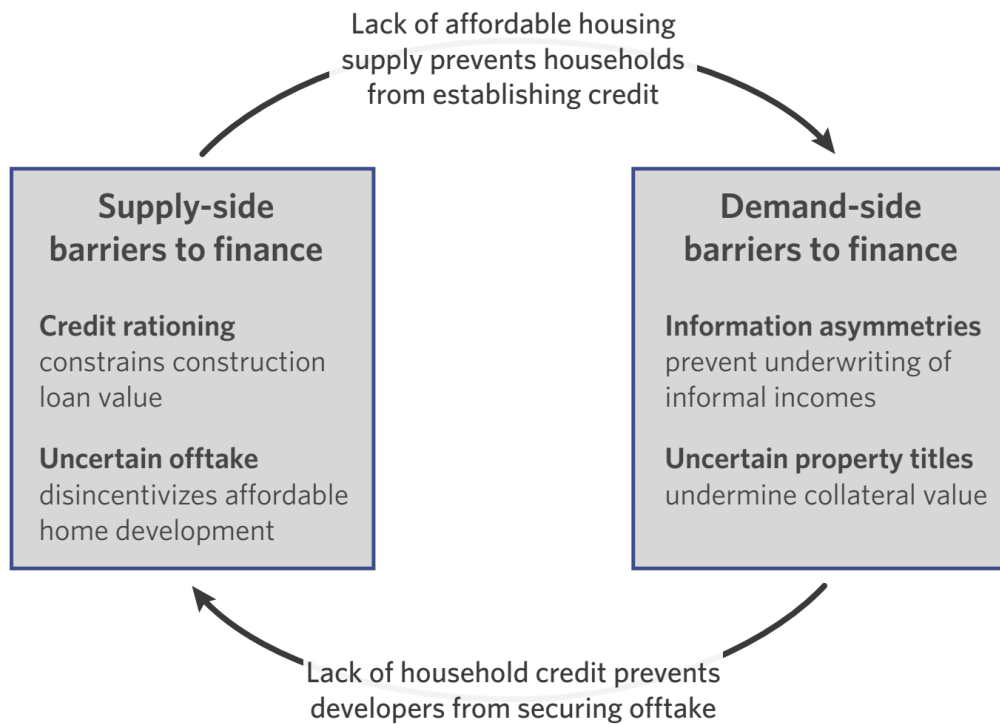 Lack of affordable housing
supply prevents households
from establishing credit
Supply-side
barriers to finance
Credit rationing
constrains construction
loan value
Uncertain offtake
disincentivizes affordable
home development
Demand-side
barriers to finance
Information asymmetries
prevent underwriting of
informal incomes
Uncertain property titles
undermine collateral value
Lack of household credit prevents
developers from securing offtake